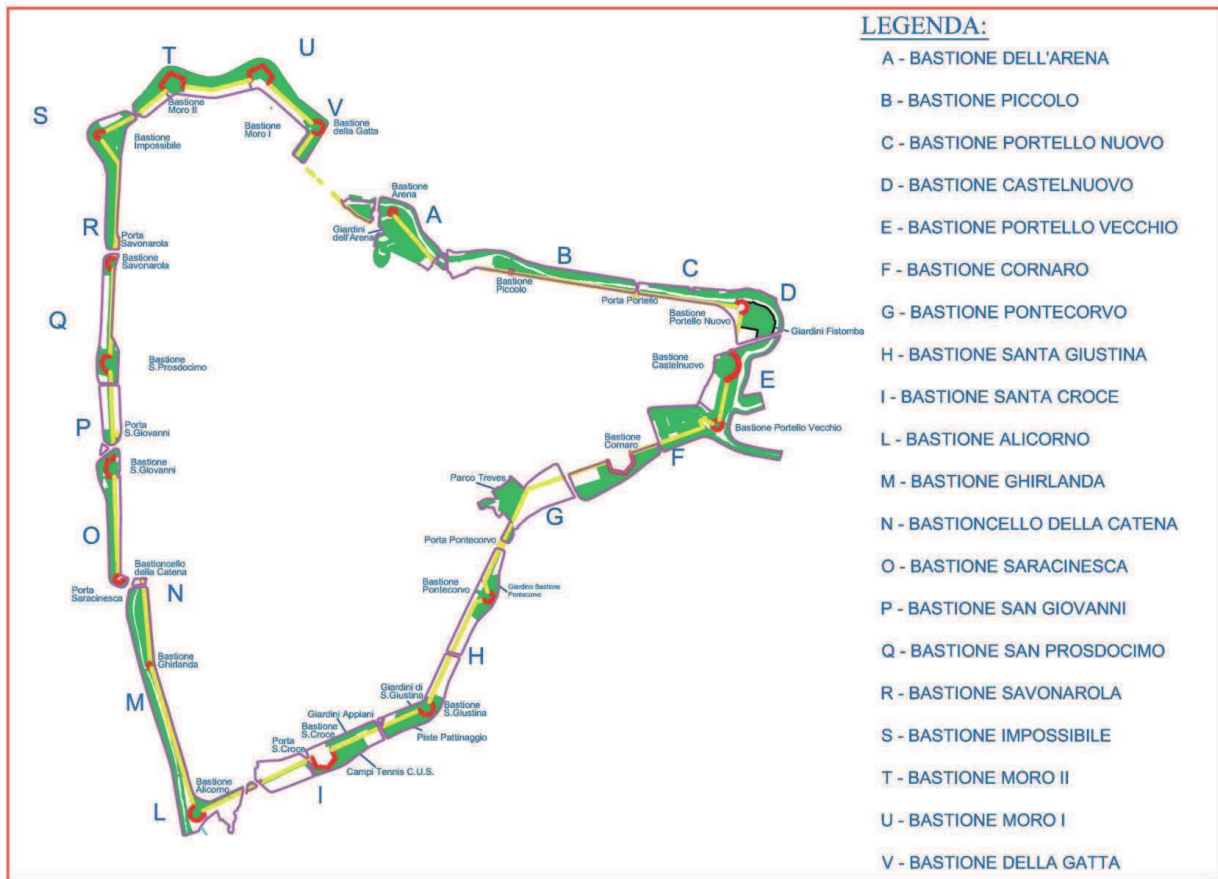 LEGENDA:
A - BASTIONE DELL'ARENA
B - BASTIONE PICCOLO
C - BASTIONE PORTELLO NUOVO
D - BASTIONE CASTELNUOVO
E - BASTIONE PORTELLO VECCHIO
F - BASTIONE CORNARO
G - BASTIONE PONTECORVO
H - BASTIONE SANTA GIUSTINA
I - BASTIONE SANTA CROCE
L - BASTIONE ALICORNO
M - BASTIONE GHIRLANDA
N - BASTIONCELLO DELLA CATENA
O - BASTIONE SARACINESCA
P - BASTIONE SAN GIOVANNI
Q - BASTIONE SAN PROSDOCIMO
R - BASTIONE SAVONAROLA
S - BASTIONE IMPOSSIBILE
T - BASTIONE MORO II
U - BASTIONE MORO I
V - BASTIONE DELLA GATTA
U
T
Bastione
Moro II
S
Bastione
Impossibile
Bastione
Moro I
V
Bastione
della Gatta
Bastione
Arena
A
Giardini
dell'Arena
R
Porta
Savonarola
Bastione
Savonarola
B
Bastione
Piccolo
C
Porta Portello
D
Bastione
Portello Nuovo
Giardini Fistomba
Q
Bastione
S.Prosdocimo
Bastione
Castelnuovo
E
P
Porta
S.Giovanni
Bastione
S.Giovanni
Bastione Portello Vecchio
Bastione
Cornaro
F
Parco Treves
G
O
Porta Pontecorvo
Bastioncello
della Catena
Porta
Saracinesca
N
Bastione
Pontecorvo
Giardino Bastione
Pontecorvo
Bastione
Ghirlanda
H
M
Giardini di
S.Giustina
Bastione
S.Giustina
Giardini Appiani
Bastione
S.Croce
Porta
S.Croce
Piste Pattinaggio
Campi Tennis C.U.S.
I
Bastione
Alicorno
L